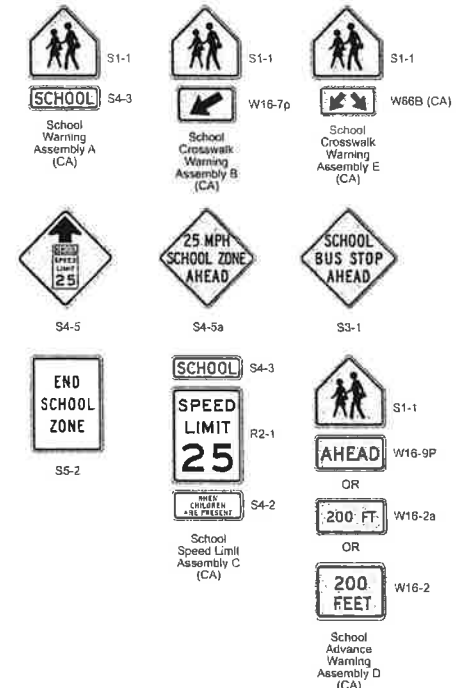 S1-1
SCHOOL S4-3
School
Warning
Assembly A
(CA)
S1-1
W16-7p
School
Crosswalk
Warning
Assembly B
(CA)
S1-1
W66B (CA)
School
Crosswalk
Warning
Assembly E
(CA)
SCHOOL
SPEED
LIMIT
25
S4-5
25 MPH
SCHOOL ZONE
AHEAD
S4-5a
SCHOOL
BUS STOP
AHEAD
S3-1
END
SCHOOL
ZONE
S5-2
SCHOOL S4-3
SPEED
LIMIT
25
R2-1
WHEN
CHILDREN
ARE PRESENT
S4-2
School
Speed Limit
Assembly C
(CA)
S1-1
AHEAD W16-9P
OR
200 FT W16-2a
OR
200
FEET
W16-2
School
Advance
Warning
Assembly D
(CA)